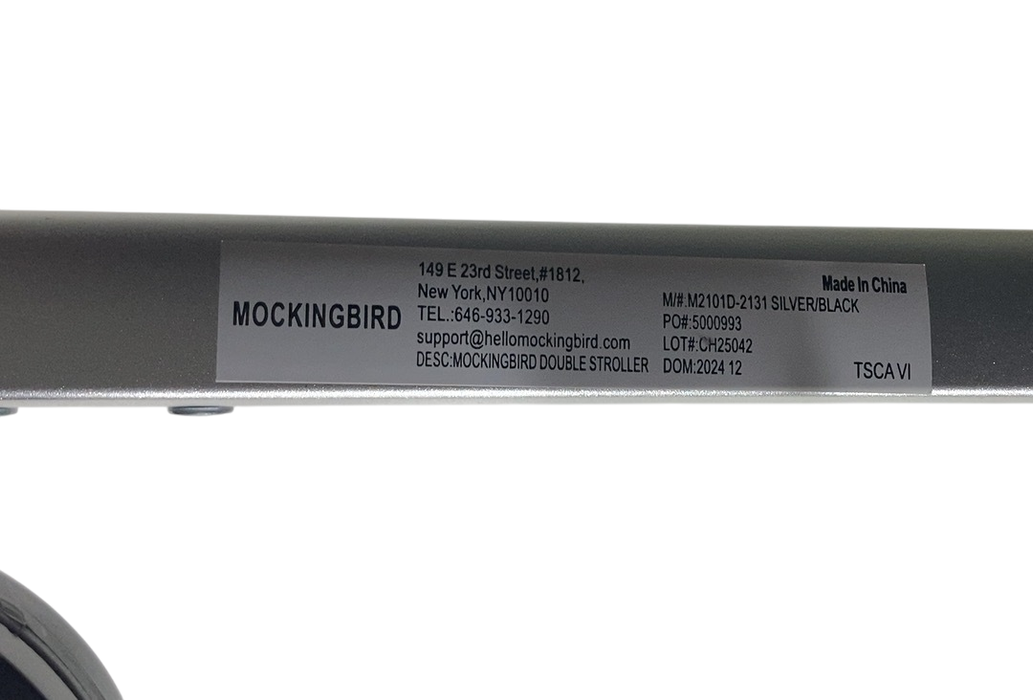 MOCKINGBIRD
149 E 23rd Street,#1812,
New York,NY10010
TEL.:646-933-1290
support@hellomockingbird.com
DESC:MOCKINGBIRD DOUBLE STROLLER
Made In China
M/#:M2101D-2131 SILVER/BLACK
PO#:5000993
LOT#:CH25042
DOM:2024 12
TSCA VI